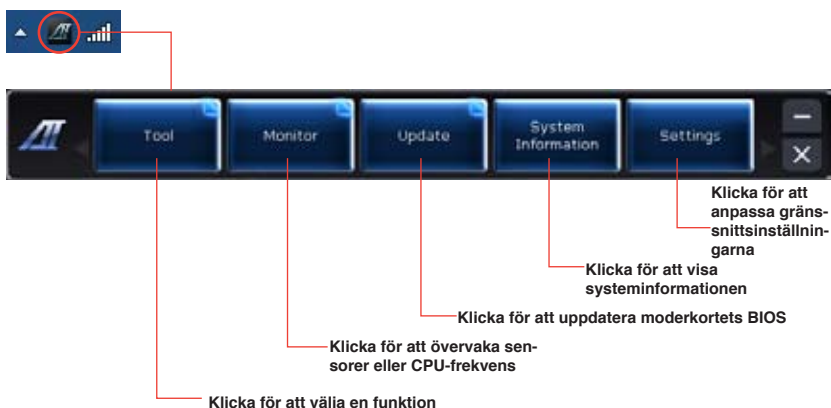 Tool
Monitor
Update
System
Information
Settings
Klicka för att
anpassa gräns-
snittsinställnin-
garna
Klicka för att visa
systeminformationen
Klicka för att uppdatera moderkortets BIOS
Klicka för att övervaka sen-
sorer eller CPU-frekvens
Klicka för att välja en funktion